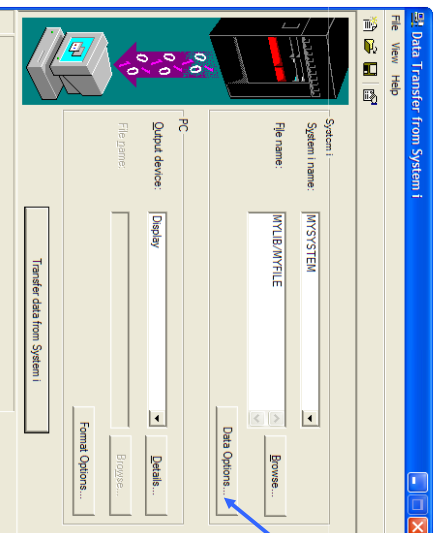 Data Transfer from System i
File View Help
System i
System i name:
MYSYSTEM
File name:
MYLIB/MYFILE
Browse...
Data Options...
PC
Output device:
Display
Details...
File name:
Browse...
Format Options...
Transfer data from System i